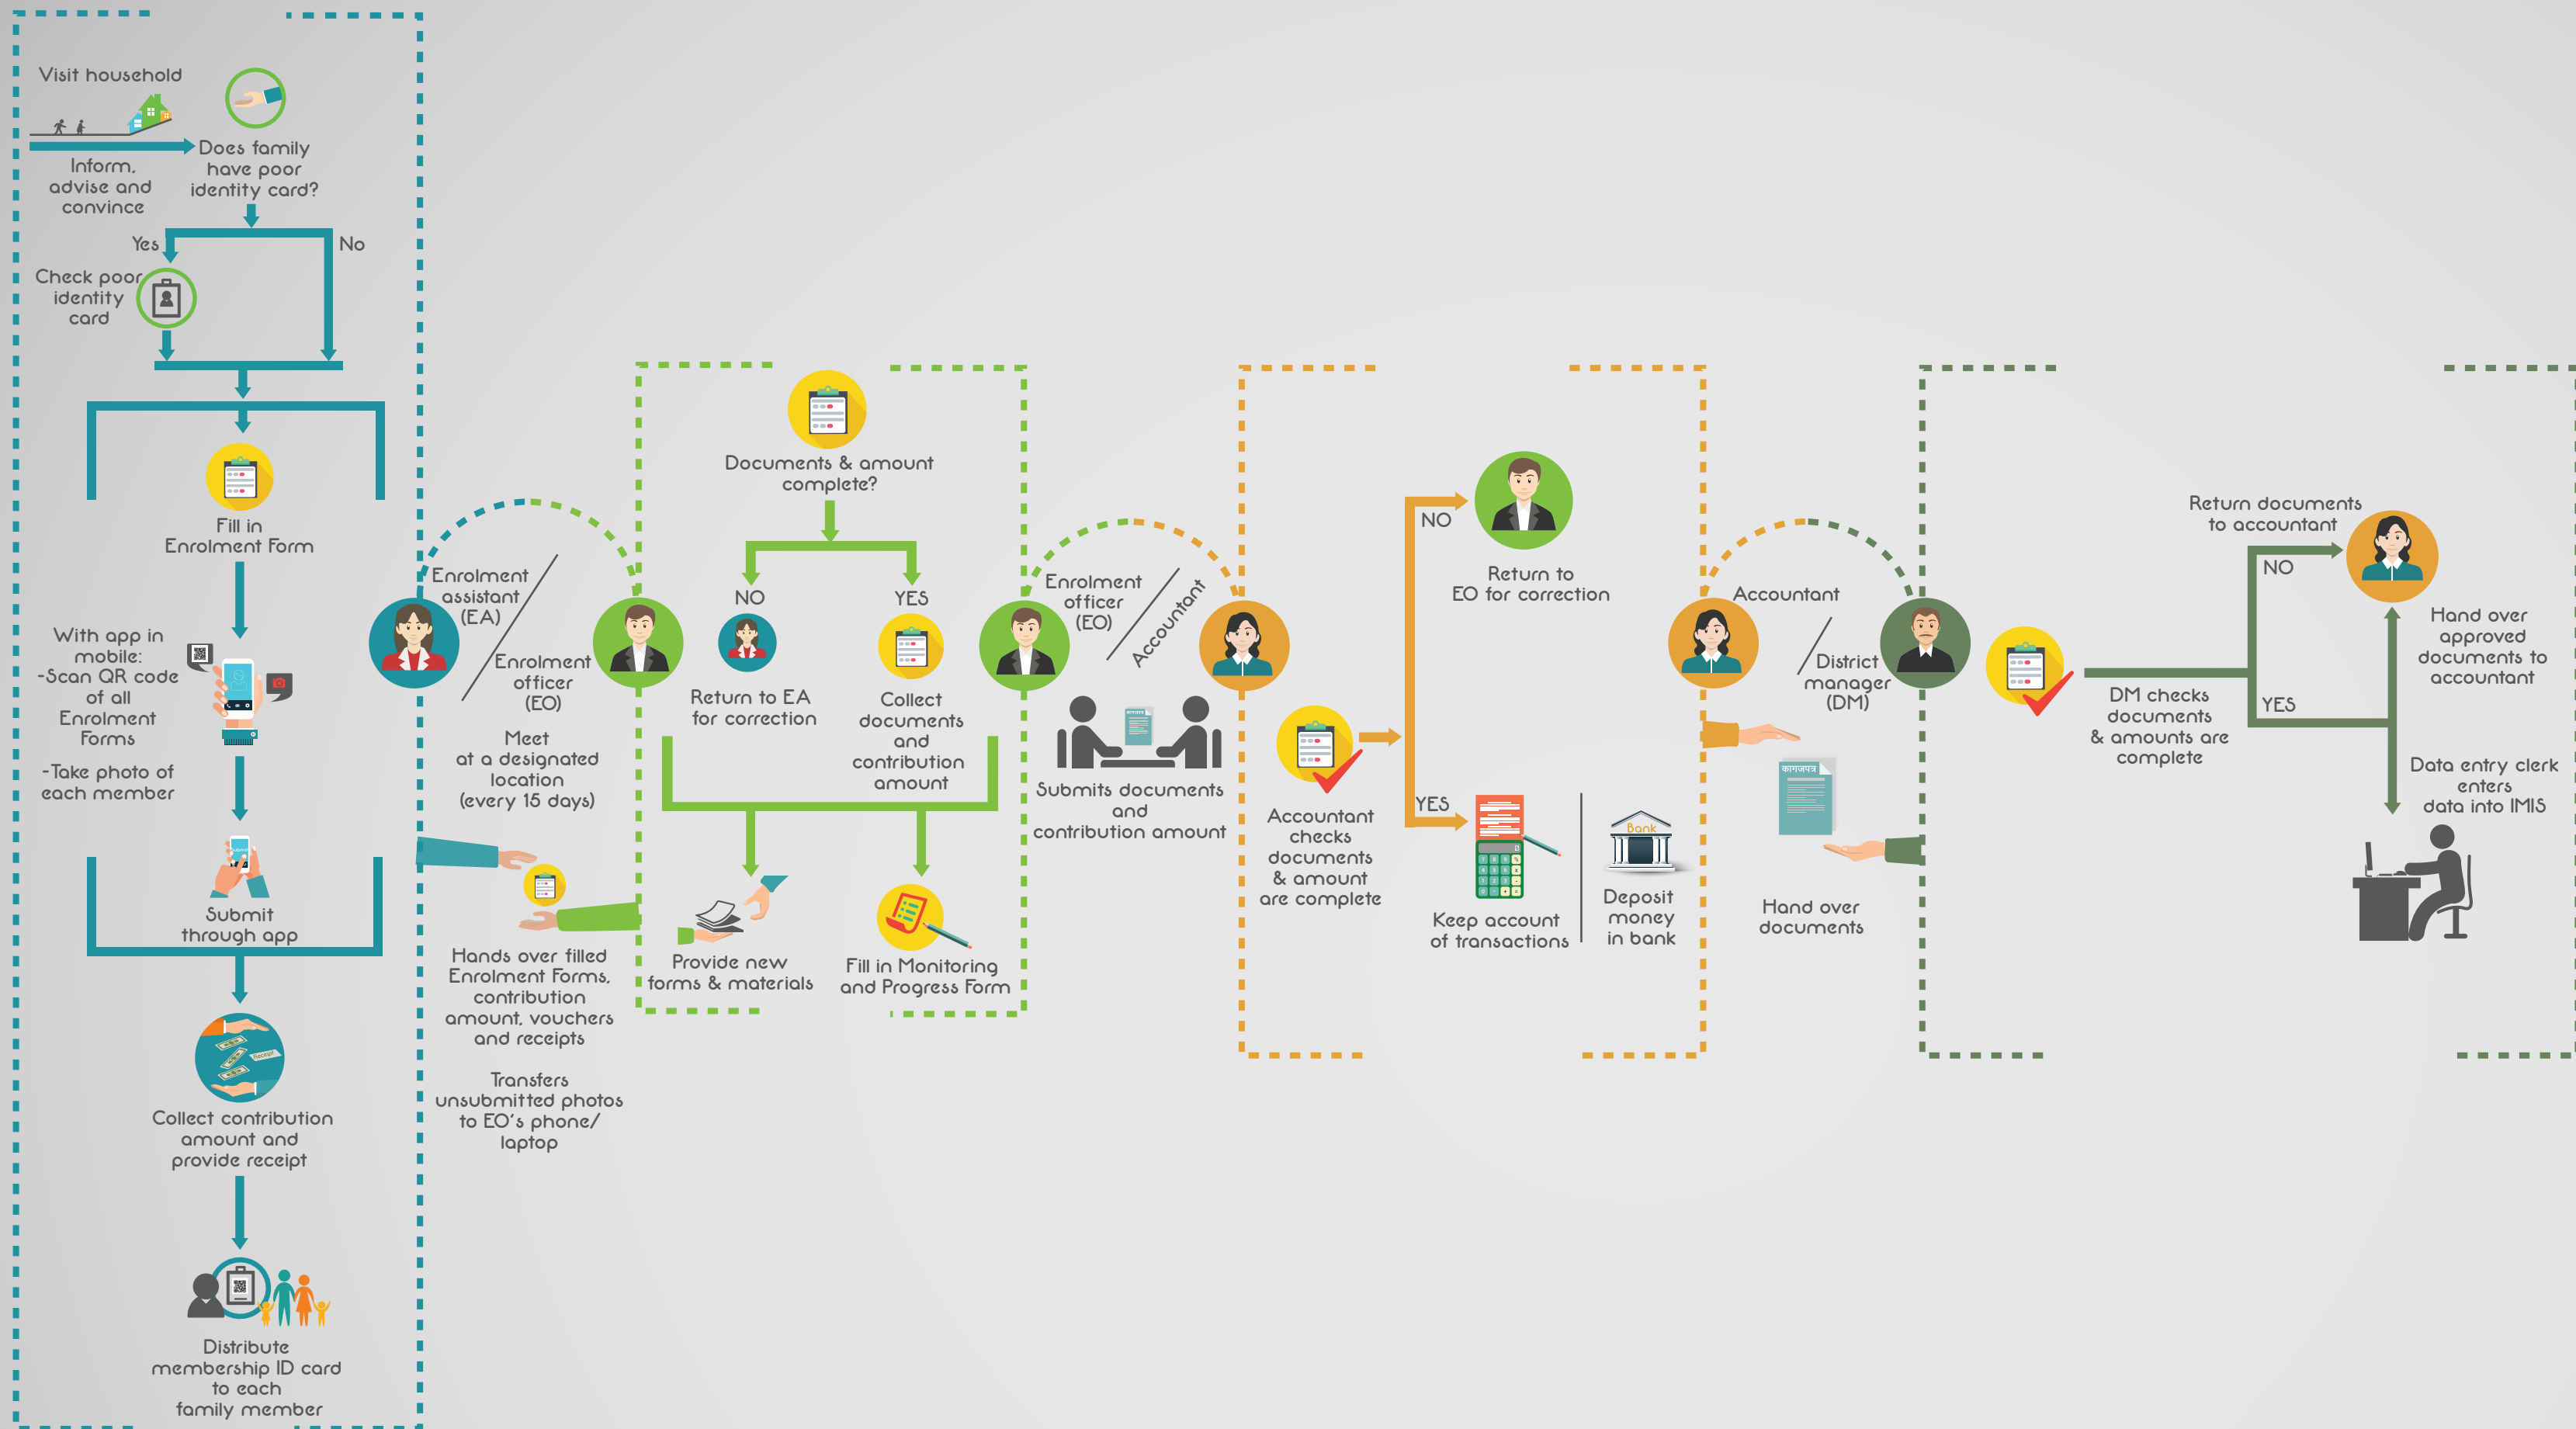 Visit household
Inform,
advise and
convince
Does family
have poor
identity card?
Yes
No
Check poor
identity
card
Fill in
Enrolment Form
With app in
mobile:
-Scan QR code
of all
Enrolment
Forms
-Take photo of
each member
Submit
through app
Receipt
Collect contribution
amount and
provide receipt
Distribute
membership ID card
to each
family member
Enrolment
assistant
(EA)
Enrolment
officer
(EO)
Meet
at a designated
location
(every 15 days)
Hands over filled
Enrolment Forms,
contribution
amount, vouchers
and receipts
Transfers
unsubmitted photos
to EO's phone/
laptop
Documents & amount
complete?
NO
YES
Return to EA
for correction
Collect
documents
and
contribution
amount
Provide new
forms & materials
Fill in Monitoring
and Progress Form
Enrolment
officer
(EO)
Accountant
Submits documents
and
contribution amount
Accountant
checks
documents
& amount
are complete
NO
Return to
EO for correction
YES
Keep account
of transactions
Bank
Deposit
money
in bank
Accountant
District
manager
(DM)
कागजपत्र
Hand over
documents
DM checks
documents
& amounts are
complete
Return documents
to accountant
NO
YES
Hand over
approved
documents to
accountant
Data entry clerk
enters
data into IMIS